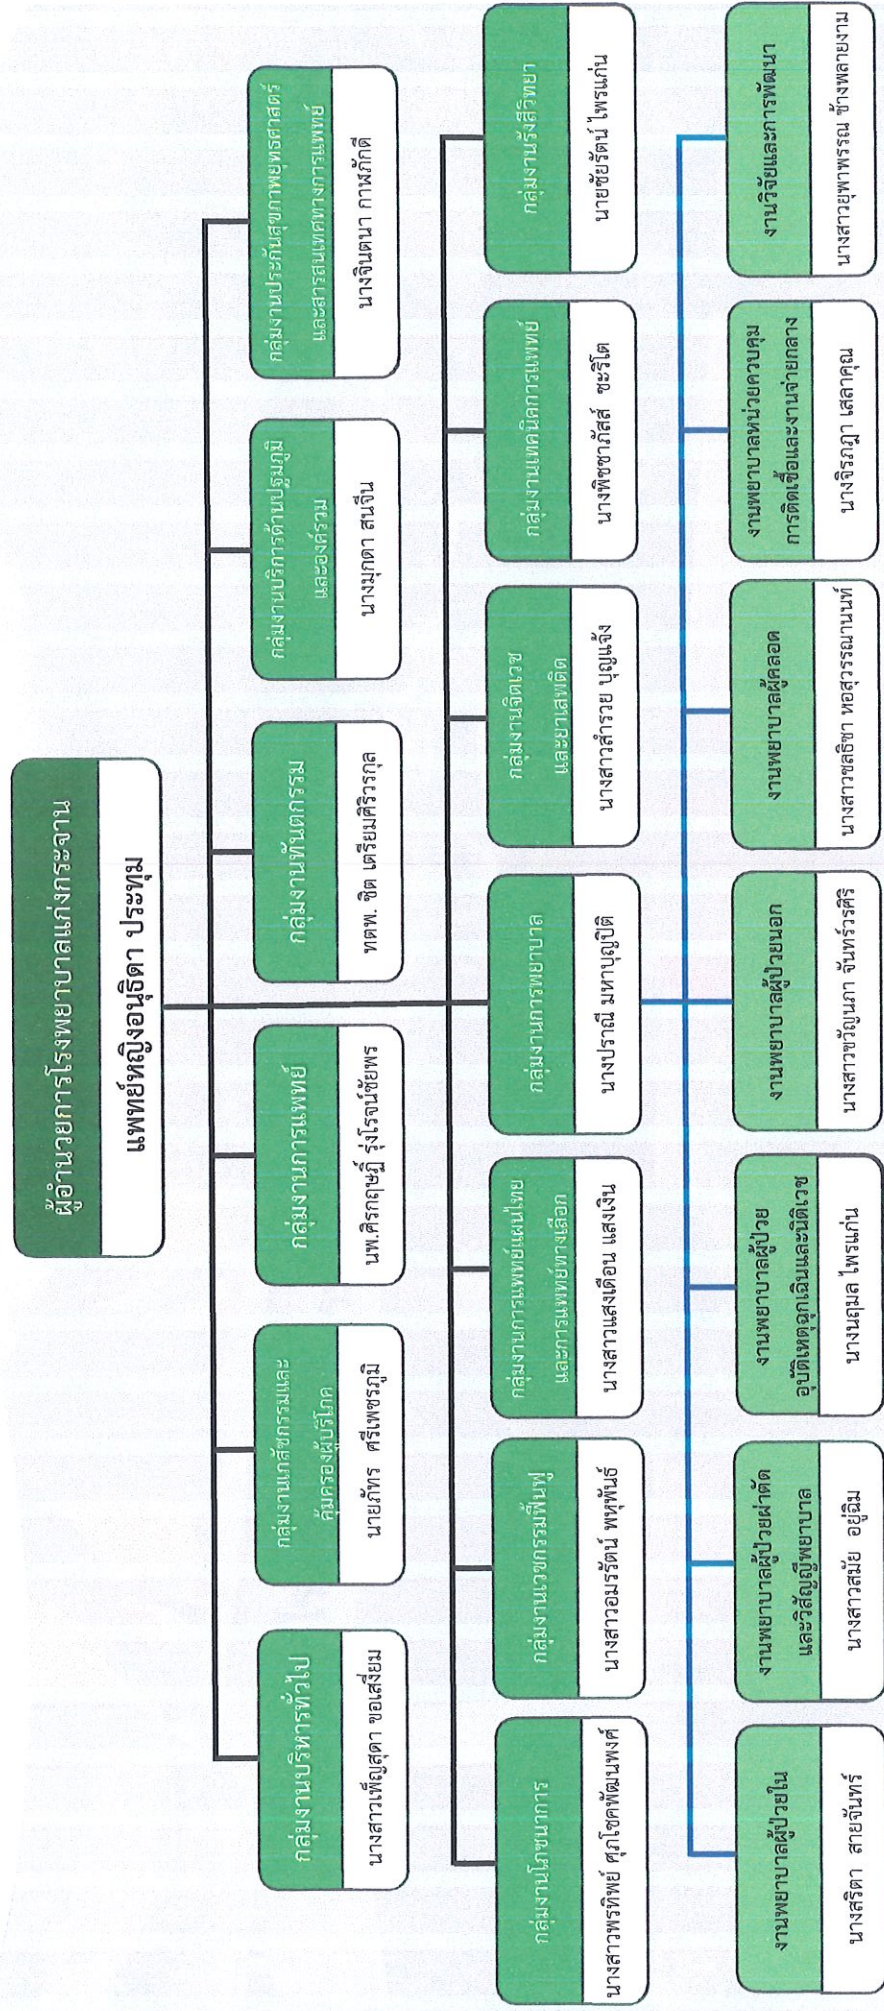 ผู้อำนวยการโรงพยาบาลแก่งกระจาน
แพทย์หญิงอนุธิดา ประทุม
กลุ่มงานบริหารทั่วไป
นางสาวเพ็ญสุดา ขอเสงี่ยม
กลุ่มงานเภสัชกรรมและ
คุ้มครองผู้บริโภค
นายภัทร ศรีเพชรภูมิ
กลุ่มงานการแพทย์
นพ.ศิรกฤษฎิ์ รุ่งโรจน์ชัยพร
กลุ่มงานทันตกรรม
ทตพ. ชิต เตรียมศิริวรกุล
กลุ่มงานบริการด้านปฐมภูมิ
และองค์รวม
นางมุกดา สนจีน
กลุ่มงานประกันสุขภาพยุทธศาสตร์
และสารสนเทศทางการแพทย์
นางจินตนา กาฬภักดี
กลุ่มงานโภชนาการ
นางสาวพรทิพย์ ศุภโชคพัฒนพงศ์
กลุ่มงานเวชกรรมฟื้นฟู
นางสาวอมรรัตน์ พหุพันธ์
กลุ่มงานการแพทย์แผนไทย
และการแพทย์ทางเลือก
นางสาวแสงเดือน แสงเงิน
กลุ่มงานการพยาบาล
นางปราณี มหาบุญปิติ
กลุ่มงานจิตเวช
และยาเสพติด
นางสาวสำรวย บุญแจ้ง
กลุ่มงานเทคนิคการแพทย์
นางพิชชาภัสส์ ชะริโต
กลุ่มงานรังสีวิทยา
นายชัยรัตน์ ไพรแก่น
งานพยาบาลผู้ป่วยใน
นางสริตา สายจันทร์
งานพยาบาลผู้ป่วยผ่าตัด
และวิสัญญีพยาบาล
นางสาวสมัย อยู่ฉิม
งานพยาบาลผู้ป่วย
อุบัติเหตุฉุกเฉินและนิติเวช
นางนฤมล ไพรแก่น
งานพยาบาลผู้ป่วยนอก
นางสาวขวัญนภา จันทร์วรศิริ
งานพยาบาลผู้คลอด
นางสาวชลธิชา หอสุวรรณานนท์
งานพยาบาลหน่วยควบคุม
การติดเชื้อและงานจ่ายกลาง
นางจิรภฎา เสลาคุณ
งานวิจัยและการพัฒนา
นางสาวยุพาพรรณ ช้างพลายงาม